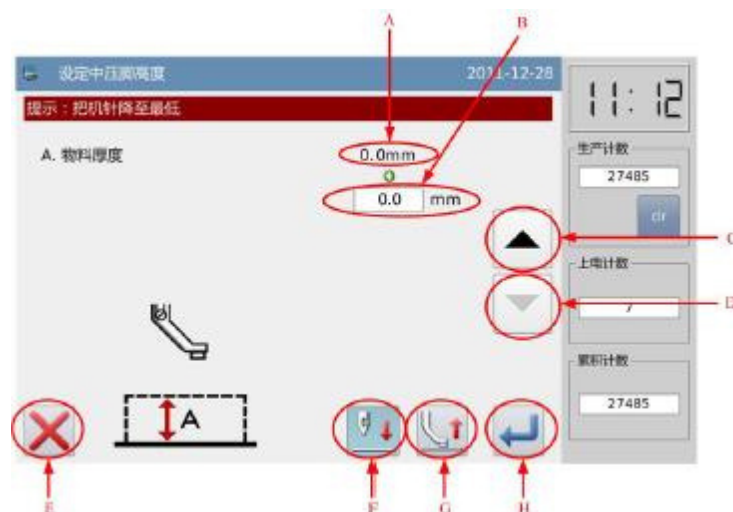 A
B
设定中压脚高度
2011-12-28
11:12
提示：把机针降至最低
A. 物料厚度
0.0mm
0.0 mm
生产计数
27485
clr
C
上电计数
7
D
累积计数
27485
A
E
F
G
H